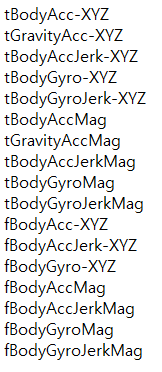 tBodyAcc-XYZ
tGravityAcc-XYZ
tBodyAccJerk-XYZ
tBodyGyro-XYZ
tBodyGyroJerk-XYZ
tBodyAccMag
tGravityAccMag
tBodyAccJerkMag
tBodyGyroMag
tBodyGyroJerkMag
fBodyAcc-XYZ
fBodyAccJerk-XYZ
fBodyGyro-XYZ
fBodyAccMag
fBodyAccJerkMag
fBodyGyroMag
fBodyGyroJerkMag